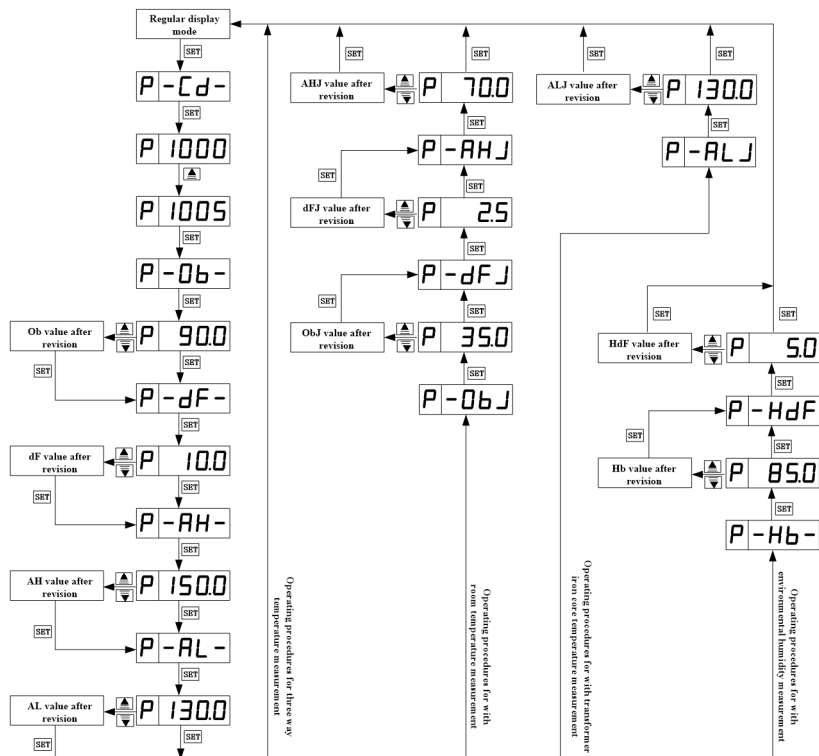 Regular display
mode
SET
P -Cd-
SET
P 1000
P 1005
SET
P -Ob-
SET
Ob value after
revision
P 90.0
SET
SET
P -dF-
SET
dF value after
revision
P 10.0
SET
SET
P -AH-
SET
AH value after
revision
P 150.0
SET
SET
P -AL-
SET
AL value after
revision
P 130.0
SET
SET
Operating procedures for three way
temperature measurement
SET
SET
AHJ value after
revision
P 70.0
SET
P -AHJ
SET
SET
dFJ value after
revision
P 2.5
SET
P -dFJ
SET
SET
ObJ value after
revision
P 35.0
SET
P -ObJ
Operating procedures for with
room temperature measurement
SET
SET
ALJ value after
revision
P 130.0
SET
P -ALJ
Operating procedures for with transformer
iron core temperature measurement
SET
SET
HdF value after
revision
P 5.0
SET
P -HdF
SET
SET
Hb value after
revision
P 85.0
SET
P -Hb-
Operating procedures for with
environmental humidity measurement